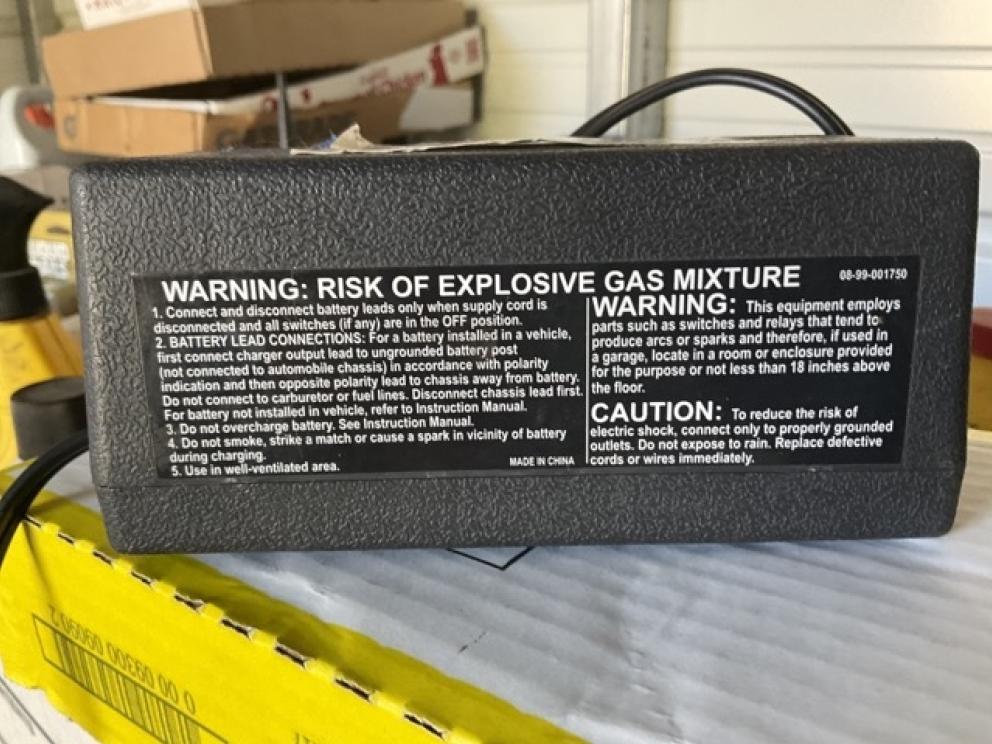 WARNING: RISK OF EXPLOSIVE GAS MIXTURE
08-99-001750
1. Connect and disconnect battery leads only when supply cord is
disconnected and all switches (if any) are in the OFF position.
2. BATTERY LEAD CONNECTIONS: For a battery installed in a vehicle,
first connect charger output lead to ungrounded battery post
(not connected to automobile chassis) in accordance with polarity
indication and then opposite polarity lead to chassis away from battery.
Do not connect to carburetor or fuel lines. Disconnect chassis lead first.
For battery not installed in vehicle, refer to Instruction Manual.
3. Do not overcharge battery. See Instruction Manual.
4. Do not smoke, strike a match or cause a spark in vicinity of battery
during charging.
5. Use in well-ventilated area.
MADE IN CHINA
WARNING: This equipment employs
parts such as switches and relays that tend to
produce arcs or sparks and therefore, if used in
a garage, locate in a room or enclosure provided
for the purpose or not less than 18 inches above
the floor.
CAUTION: To reduce the risk of
electric shock, connect only to properly grounded
outlets. Do not expose to rain. Replace defective
cords or wires immediately.
0 00 09300 09060 2